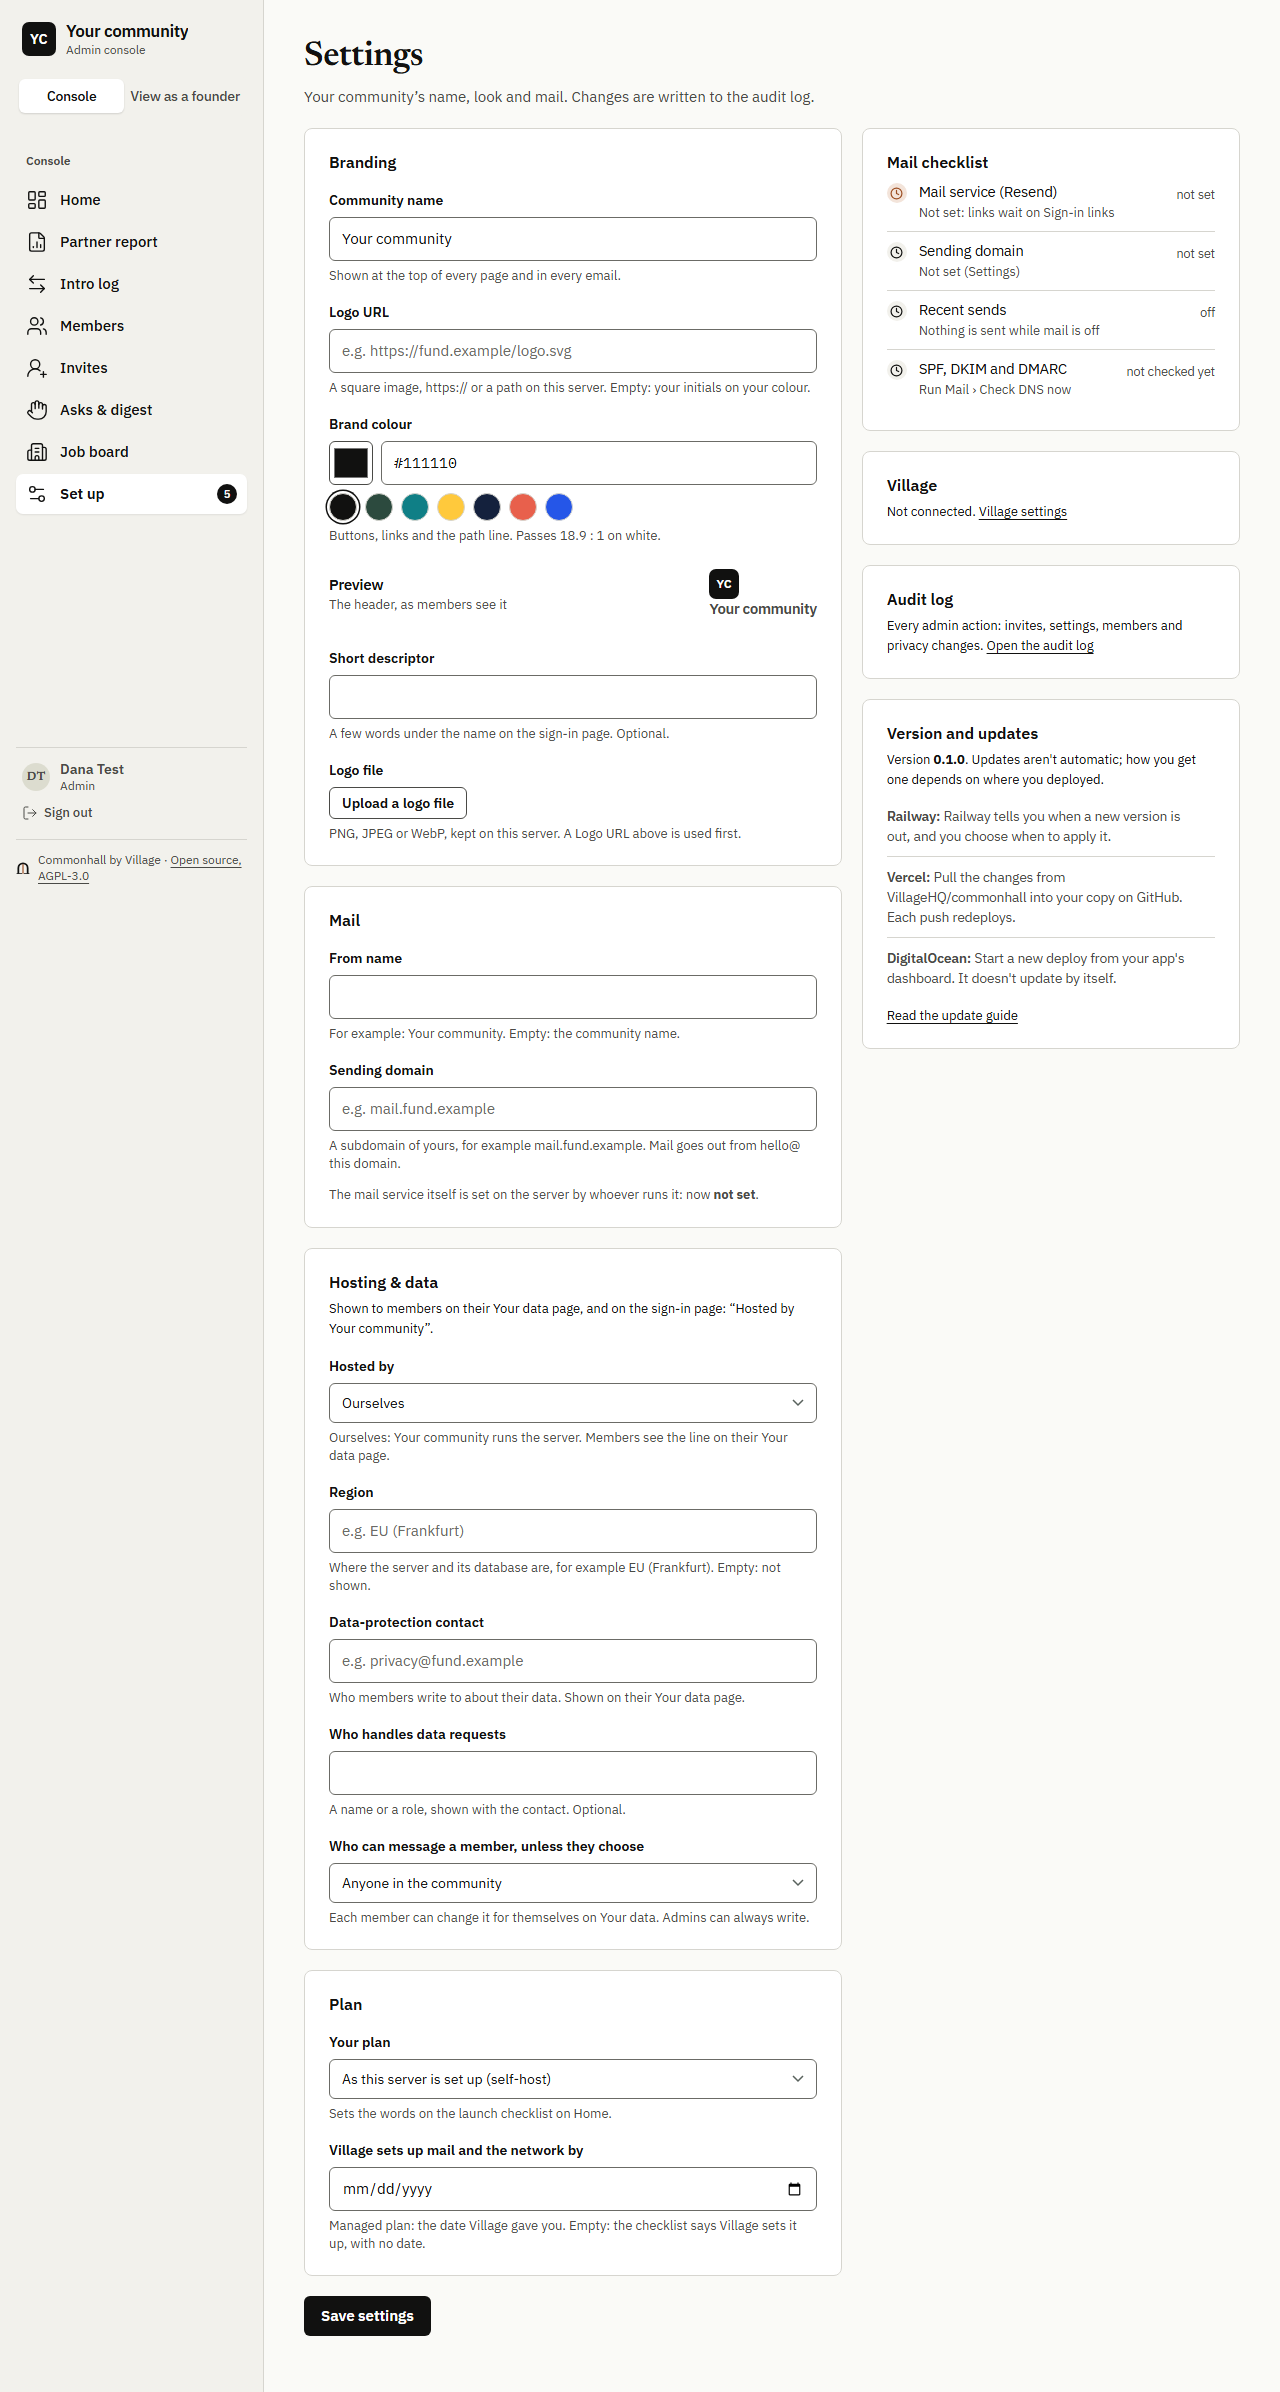 YC
Your community
Admin console
Console
View as a founder
Console
Home
Partner report
Intro log
Members
Invites
Asks & digest
Job board
Set up
5
DT
Dana Test
Admin
Sign out
Commonhall by Village · Open source,
AGPL-3.0
Settings
Your community’s name, look and mail. Changes are written to the audit log.
Branding
Community name
Your community
Shown at the top of every page and in every email.
Logo URL
e.g. https://fund.example/logo.svg
A square image, https:// or a path on this server. Empty: your initials on your colour.
Brand colour
#111110
Buttons, links and the path line. Passes 18.9 : 1 on white.
Preview
The header, as members see it
YC
Your community
Short descriptor
A few words under the name on the sign-in page. Optional.
Logo file
Upload a logo file
PNG, JPEG or WebP, kept on this server. A Logo URL above is used first.
Mail
From name
For example: Your community. Empty: the community name.
Sending domain
e.g. mail.fund.example
A subdomain of yours, for example mail.fund.example. Mail goes out from hello@
this domain.
The mail service itself is set on the server by whoever runs it: now not set.
Hosting & data
Shown to members on their Your data page, and on the sign-in page: “Hosted by
Your community”.
Hosted by
Ourselves
Ourselves: Your community runs the server. Members see the line on their Your
data page.
Region
e.g. EU (Frankfurt)
Where the server and its database are, for example EU (Frankfurt). Empty: not
shown.
Data-protection contact
e.g. privacy@fund.example
Who members write to about their data. Shown on their Your data page.
Who handles data requests
A name or a role, shown with the contact. Optional.
Who can message a member, unless they choose
Anyone in the community
Each member can change it for themselves on Your data. Admins can always write.
Plan
Your plan
As this server is set up (self-host)
Sets the words on the launch checklist on Home.
Village sets up mail and the network by
mm/dd/yyyy
Managed plan: the date Village gave you. Empty: the checklist says Village sets it
up, with no date.
Save settings
Mail checklist
Mail service (Resend)
not set
Not set: links wait on Sign-in links
Sending domain
not set
Not set (Settings)
Recent sends
off
Nothing is sent while mail is off
SPF, DKIM and DMARC
not checked yet
Run Mail › Check DNS now
Village
Not connected. Village settings
Audit log
Every admin action: invites, settings, members and
privacy changes. Open the audit log
Version and updates
Version 0.1.0. Updates aren't automatic; how you get
one depends on where you deployed.
Railway: Railway tells you when a new version is
out, and you choose when to apply it.
Vercel: Pull the changes from
VillageHQ/commonhall into your copy on GitHub.
Each push redeploys.
DigitalOcean: Start a new deploy from your app's
dashboard. It doesn't update by itself.
Read the update guide